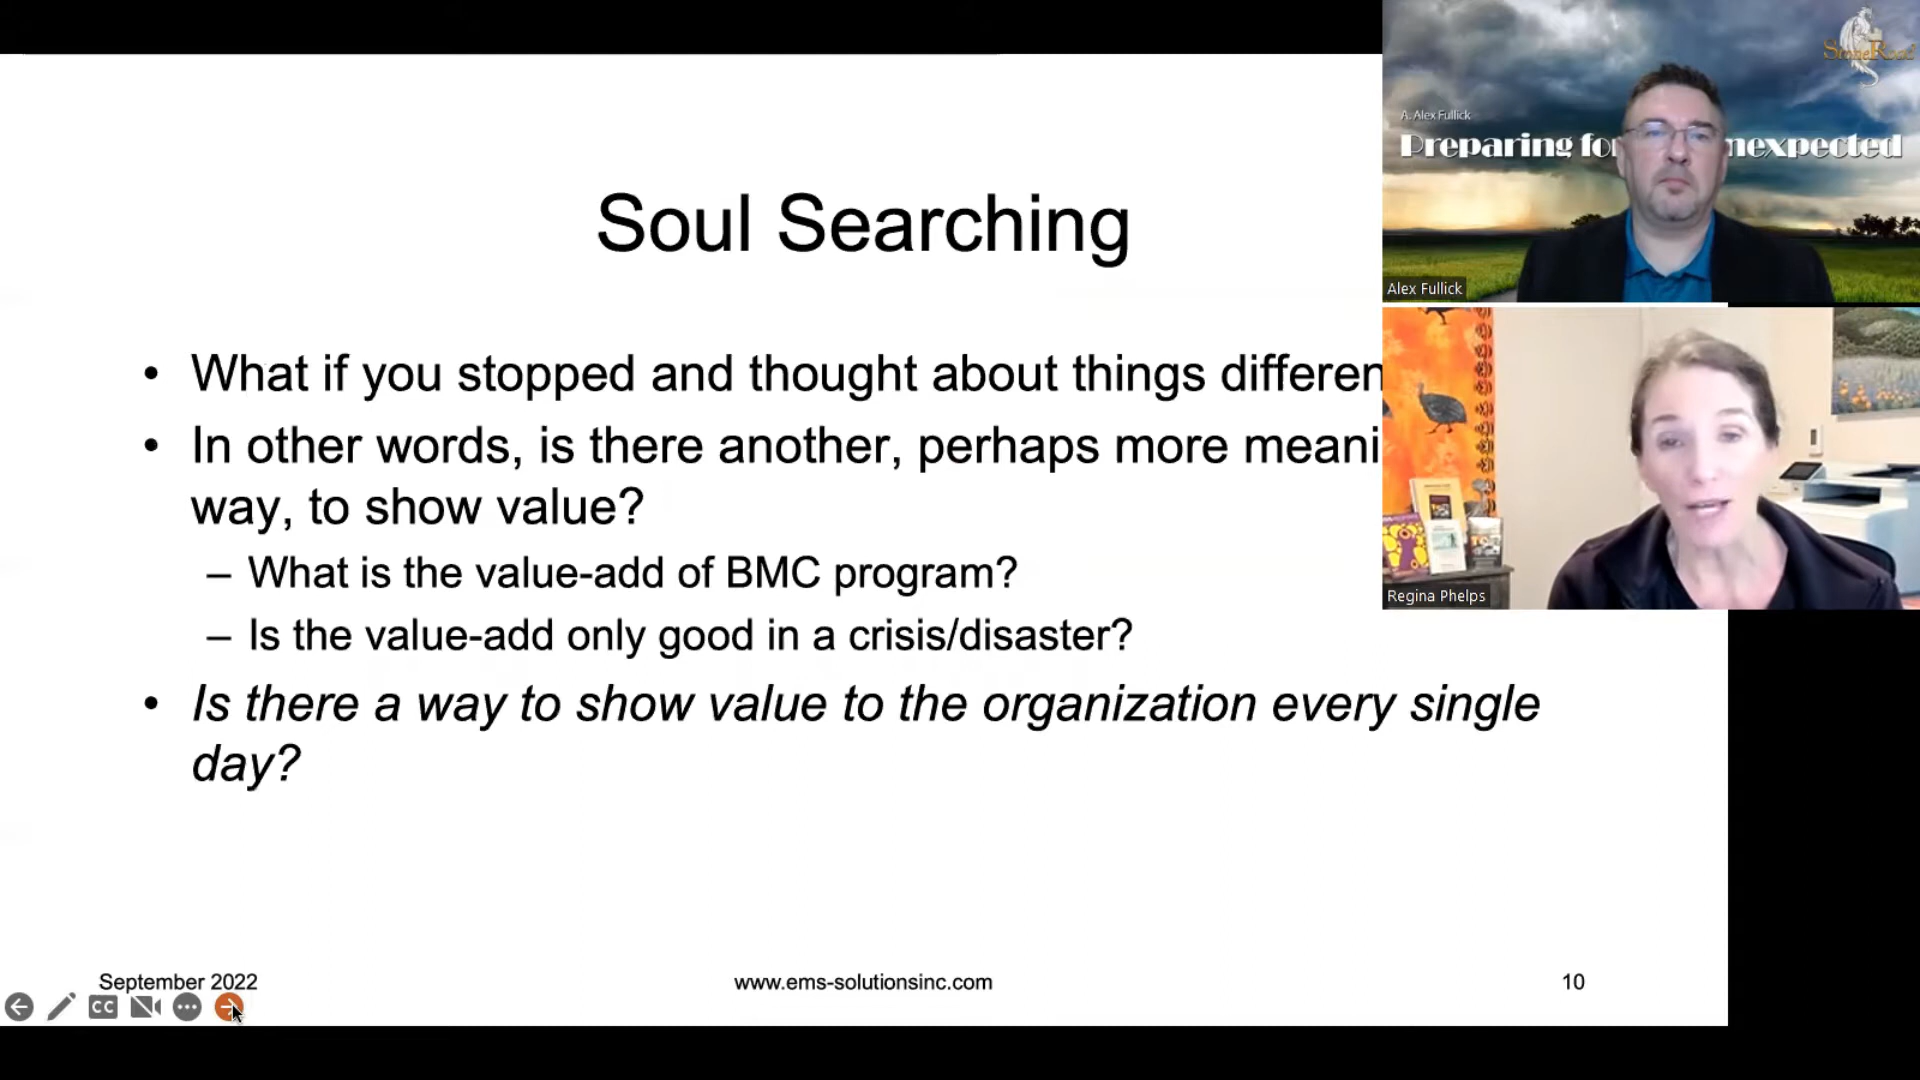 Soul Searching
• What if you stopped and thought about things differen
• In other words, is there another, perhaps more meani
way, to show value?
– What is the value-add of BMC program?
– Is the value-add only good in a crisis/disaster?
• Is there a way to show value to the organization every single
day?
September 2022
www.ems-solutionsinc.com
10
CC
StoneRoad
A. Alex Fullick
Preparing for nexpected
Alex Fullick
Regina Phelps